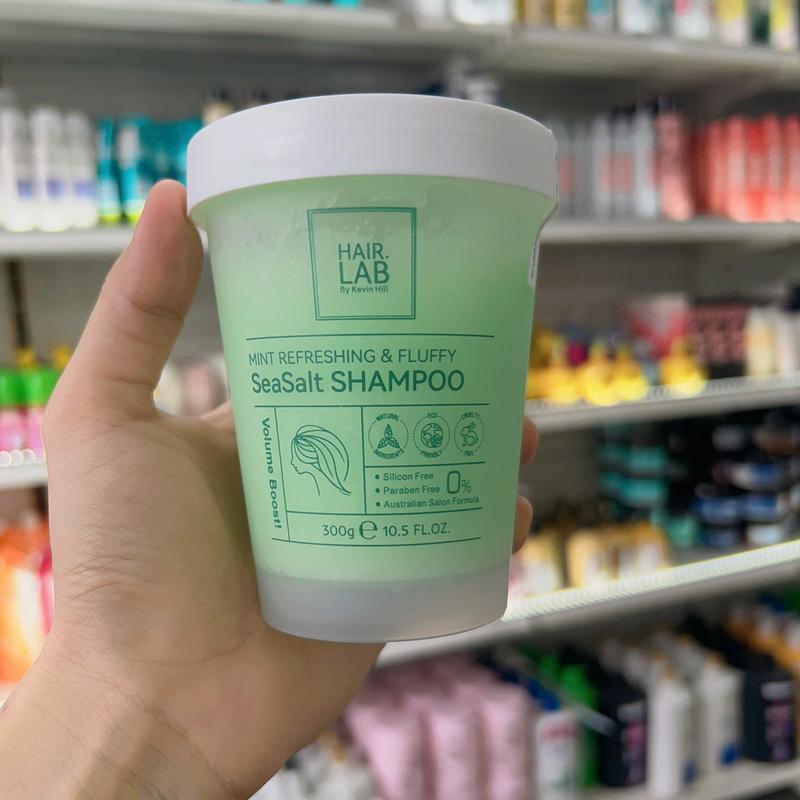 HAIR.
LAB
By Kevin Hill
MINT REFRESHING & FLUFFY
SeaSalt SHAMPOO
Volume Boost!
NATURAL
INGREDIENTS
ECO
FRIENDLY
CRUELTY
FREE
• Silicon Free
• Paraben Free
0%
• Australian Salon Formula
300g e 10.5 FL.OZ.